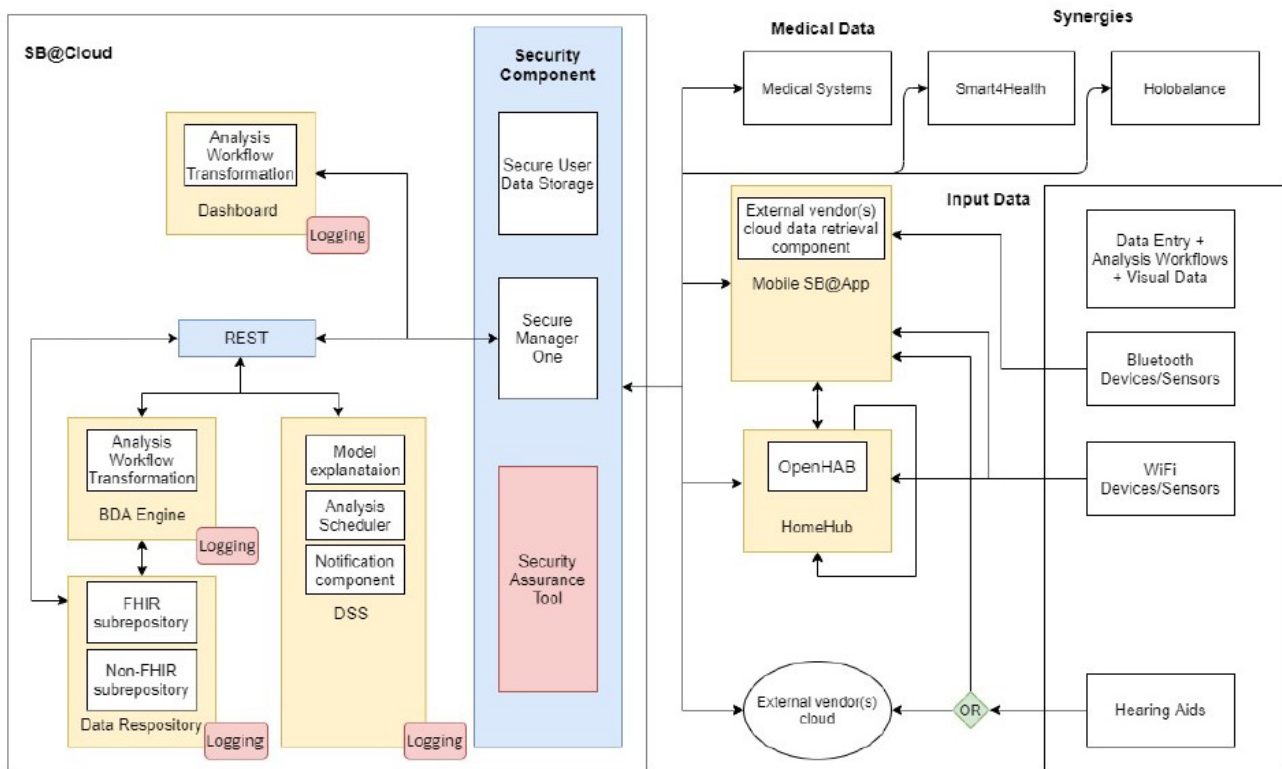 SB@Cloud
Analysis
Workflow
Transformation
Dashboard
Logging
REST
Analysis
Workflow
Transformation
BDA Engine
Logging
FHIR
subrepository
Non-FHIR
subrepository
Data Respository
Logging
Model
explanataion
Analysis
Scheduler
Notification
component
DSS
Logging
Security
Component
Secure User
Data Storage
Secure
Manager
One
Security
Assurance
Tool
Medical Data
Synergies
Medical Systems
Smart4Health
Holobalance
Input Data
External vendor(s)
cloud data retrieval
component
Mobile SB@App
OpenHAB
HomeHub
External vendor(s)
cloud
OR
Data Entry +
Analysis Workflows
+ Visual Data
Bluetooth
Devices/Sensors
WiFi
Devices/Sensors
Hearing Aids